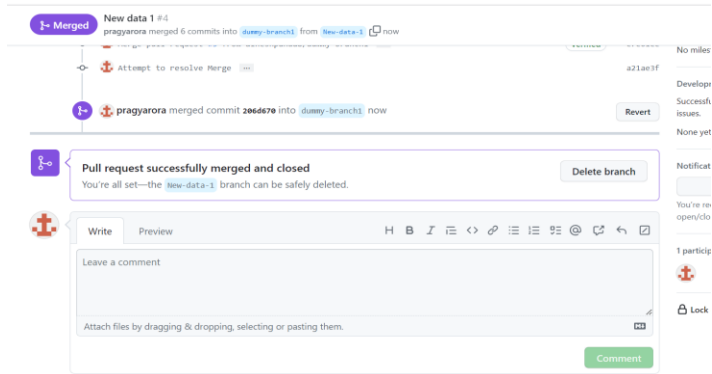 Merged
New data 1 #4
pragyarora merged 6 commits into dummy-branch1 from New-data-1 now
Attempt to resolve Merge ...
a21ae3f
No miles
Develop
Successfu
issues.
pragyarora merged commit 206d670 into dummy-branch1 now
Revert
None yet
Pull request successfully merged and closed
You're all set—the New-data-1 branch can be safely deleted.
Delete branch
Notificat
You're re
open/clo
Write
Preview
H B I
Leave a comment
1 particip
Attach files by dragging & dropping, selecting or pasting them.
Lock
Comment